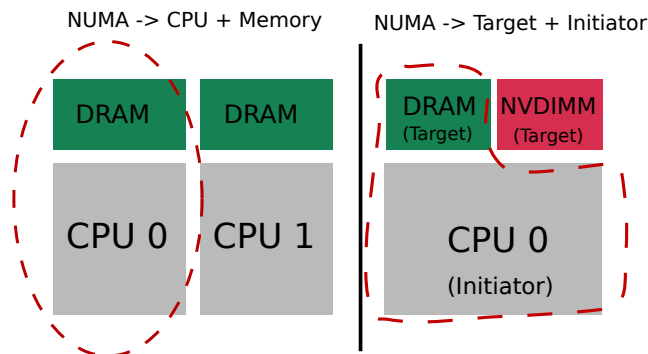 NUMA -> CPU + Memory
DRAM
DRAM
CPU 0
CPU 1
NUMA -> Target + Initiator
DRAM
(Target)
NVDIMM
(Target)
CPU 0
(Initiator)